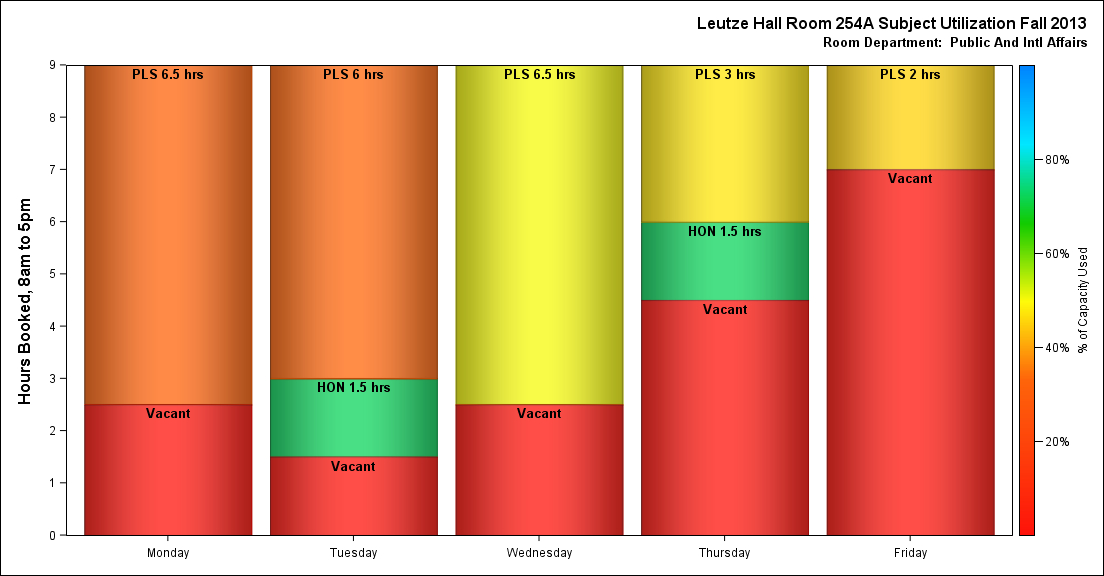 Leutze Hall Room 254A Subject Utilization Fall 2013
Room Department:  Public And Intl Affairs
Hours Booked, 8am to 5pm
9
8
7
6
5
4
3
2
1
0
PLS 6.5 hrs
Vacant
PLS 6 hrs
HON 1.5 hrs
Vacant
PLS 6.5 hrs
Vacant
PLS 3 hrs
HON 1.5 hrs
Vacant
PLS 2 hrs
Vacant
Monday
Tuesday
Wednesday
Thursday
Friday
80%
60%
40%
20%
% of Capacity Used